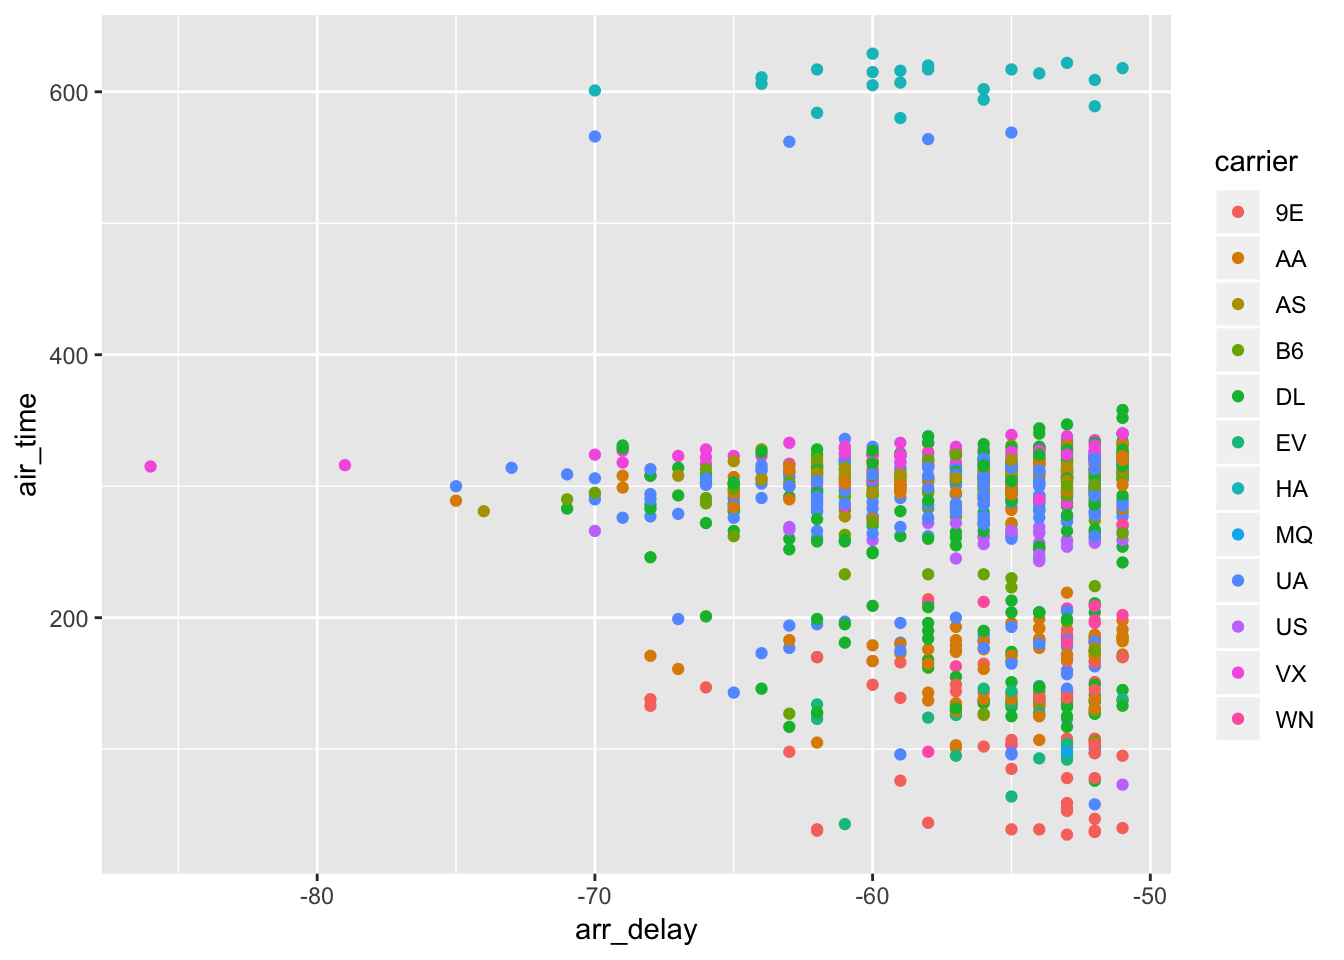 600
400
200
air_time
-80
-70
-60
-50
arr_delay
carrier
9E
AA
AS
B6
DL
EV
HA
MQ
UA
US
VX
WN